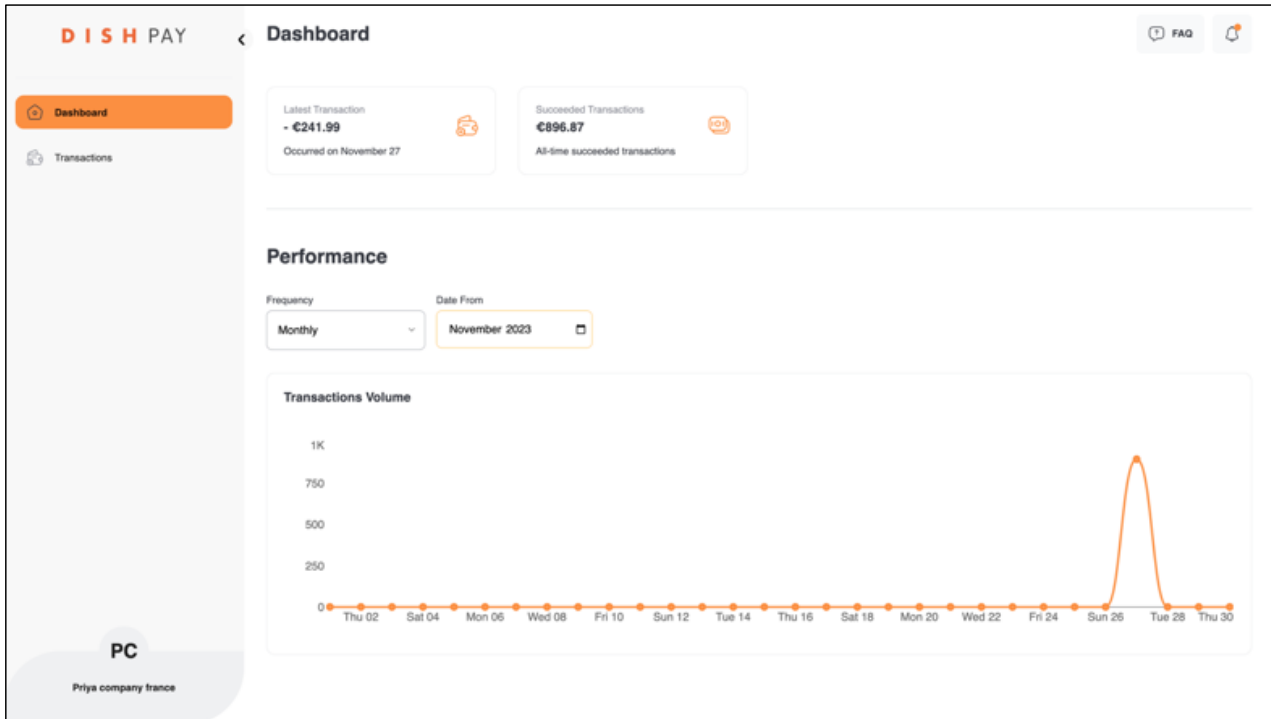 DISH PAY
Dashboard
FAQ
Dashboard
Transactions
Latest Transaction
- €241.99
Occurred on November 27
Succeeded Transactions
€896.87
All-time succeeded transactions
Performance
Frequency
Date From
Monthly
November 2023
Transactions Volume
1K
750
500
250
0
Thu 02 Sat 04 Mon 06 Wed 08 Fri 10 Sun 12 Tue 14 Thu 16 Sat 18 Mon 20 Wed 22 Fri 24 Sun 26 Tue 28 Thu 30
PC
Priya company france